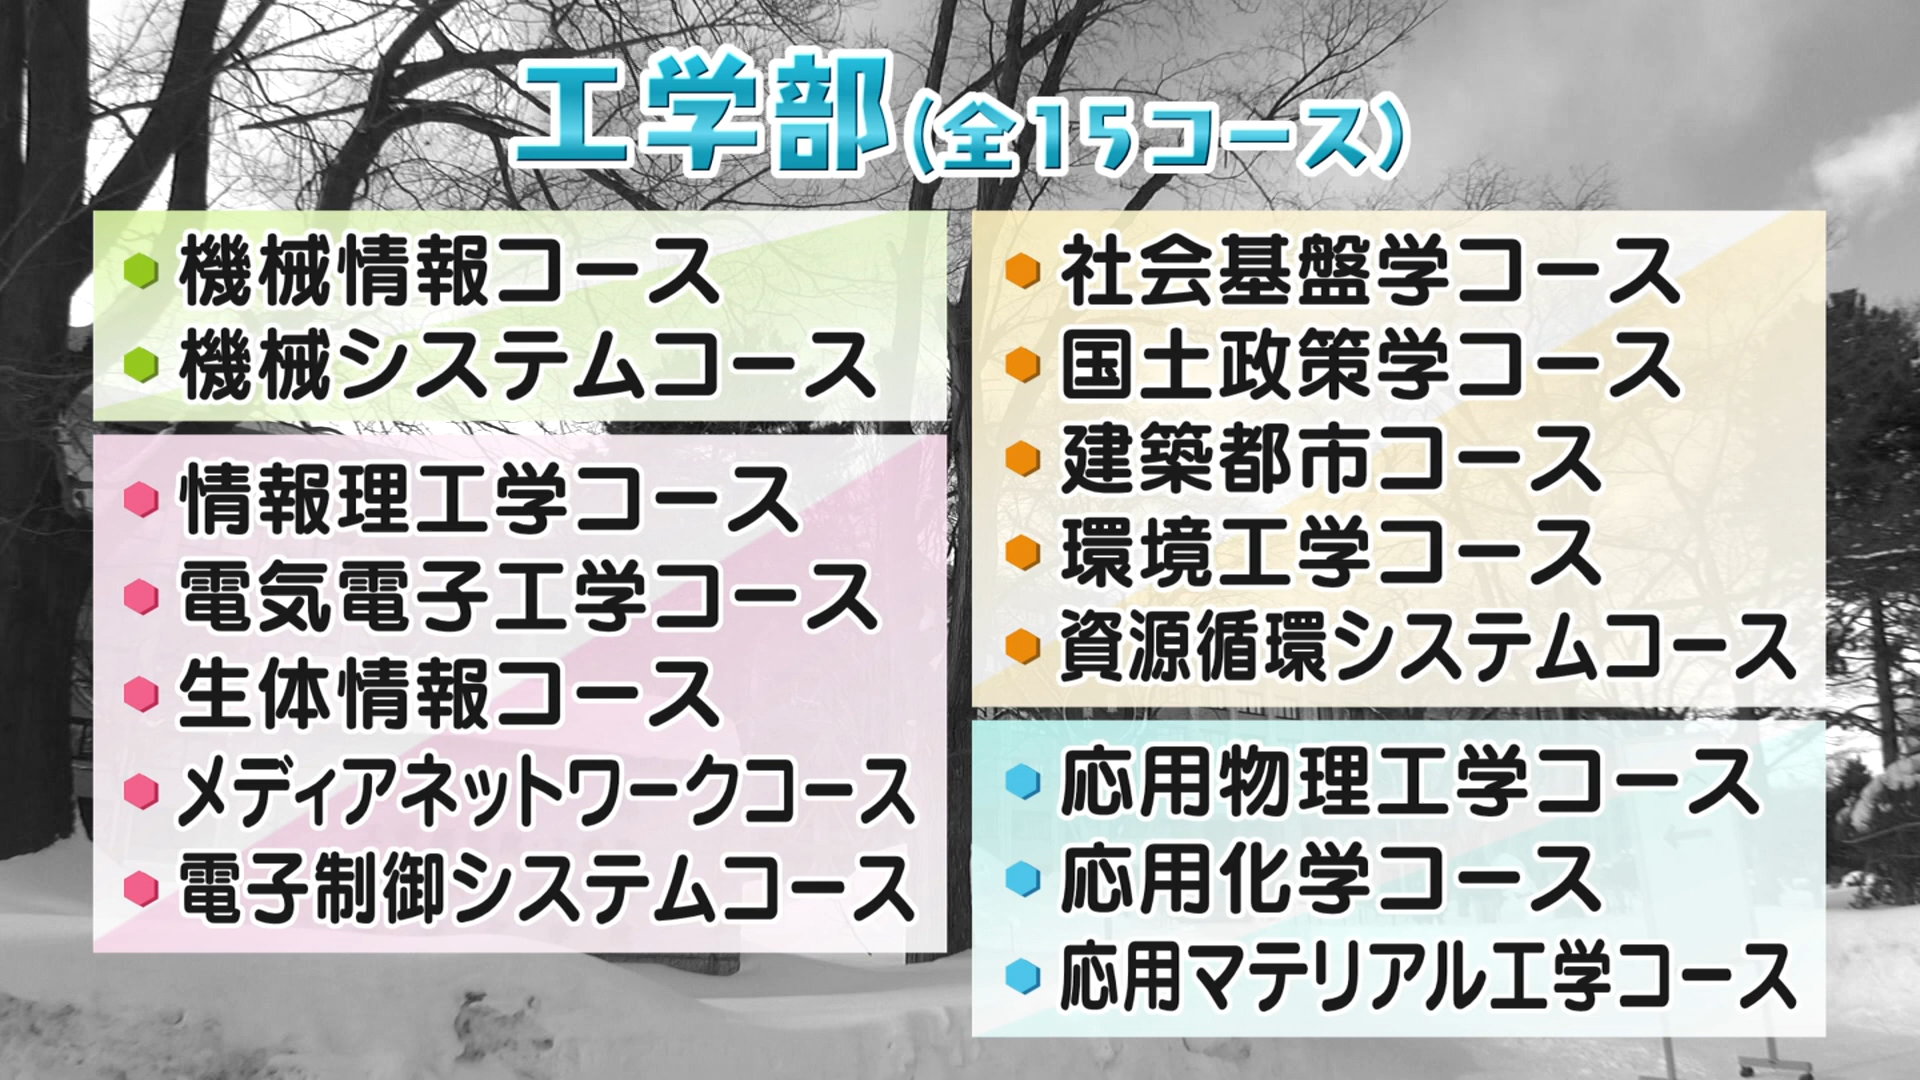 工学部(全15コース)
機械情報コース
機械システムコース
情報理工学コース
電気電子工学コース
生体情報コース
メディアネットワークコース
電子制御システムコース
社会基盤学コース
国土政策学コース
建築都市コース
環境工学コース
資源循環システムコース
応用物理工学コース
応用化学コース
応用マテリアル工学コース